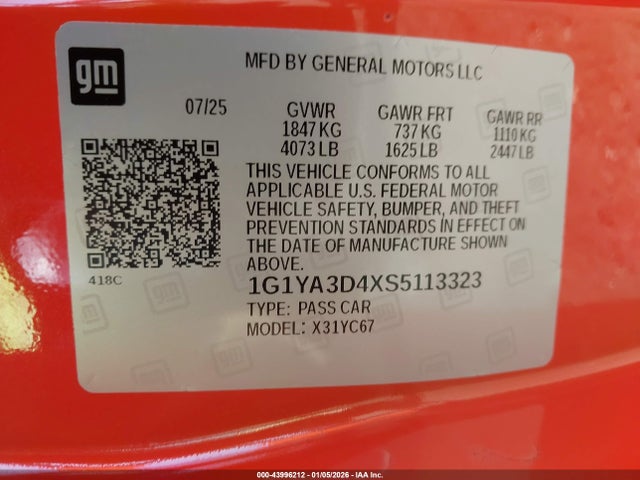 gm
MFD BY GENERAL MOTORS LLC
07/25 GVWR GAWR FRT GAWR RR
1847 KG 737 KG 1110 KG
4073 LB 1625 LB 2447 LB
THIS VEHICLE CONFORMS TO ALL
APPLICABLE U.S. FEDERAL MOTOR
VEHICLE SAFETY, BUMPER, AND THEFT
PREVENTION STANDARDS IN EFFECT ON
THE DATE OF MANUFACTURE SHOWN
ABOVE.
418C
1G1YA3D4XS5113323
TYPE: PASS CAR
MODEL: X31YC67
000-43996212 - 01/05/2026 - IAA Inc.